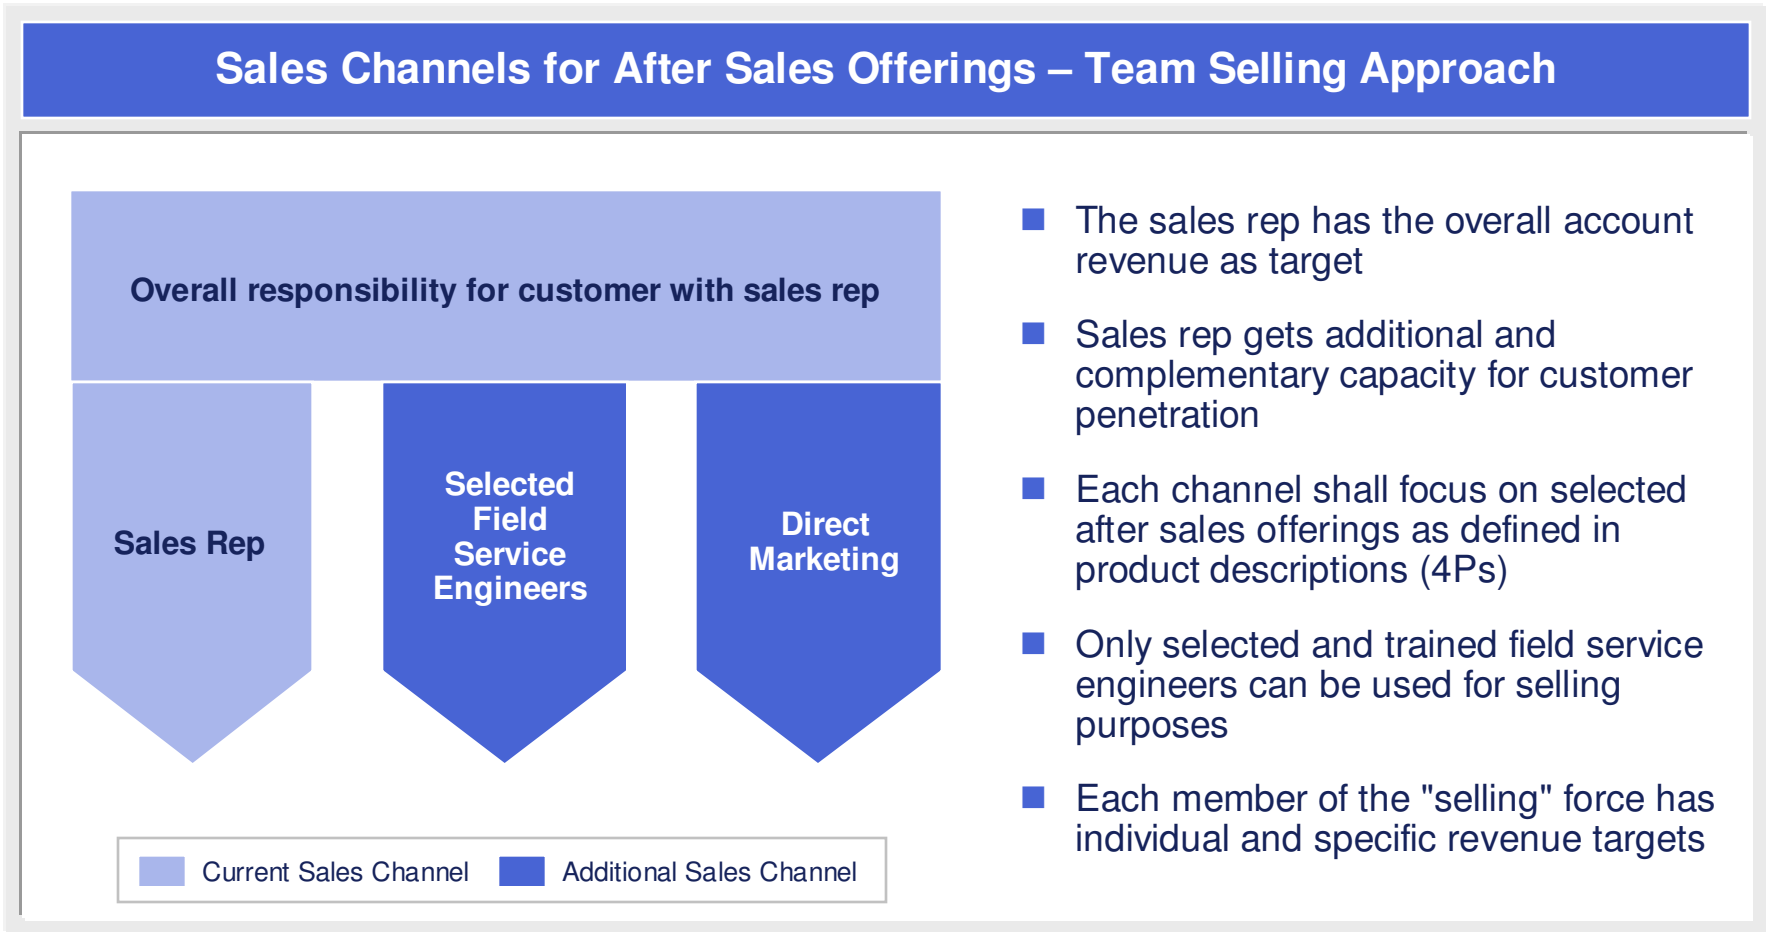 Sales Channels for After Sales Offerings – Team Selling Approach
Overall responsibility for customer with sales rep
Sales Rep
Selected
Field
Service
Engineers
Direct
Marketing
Current Sales Channel
Additional Sales Channel
The sales rep has the overall account
revenue as target
Sales rep gets additional and
complementary capacity for customer
penetration
Each channel shall focus on selected
after sales offerings as defined in
product descriptions (4Ps)
Only selected and trained field service
engineers can be used for selling
purposes
Each member of the "selling" force has
individual and specific revenue targets